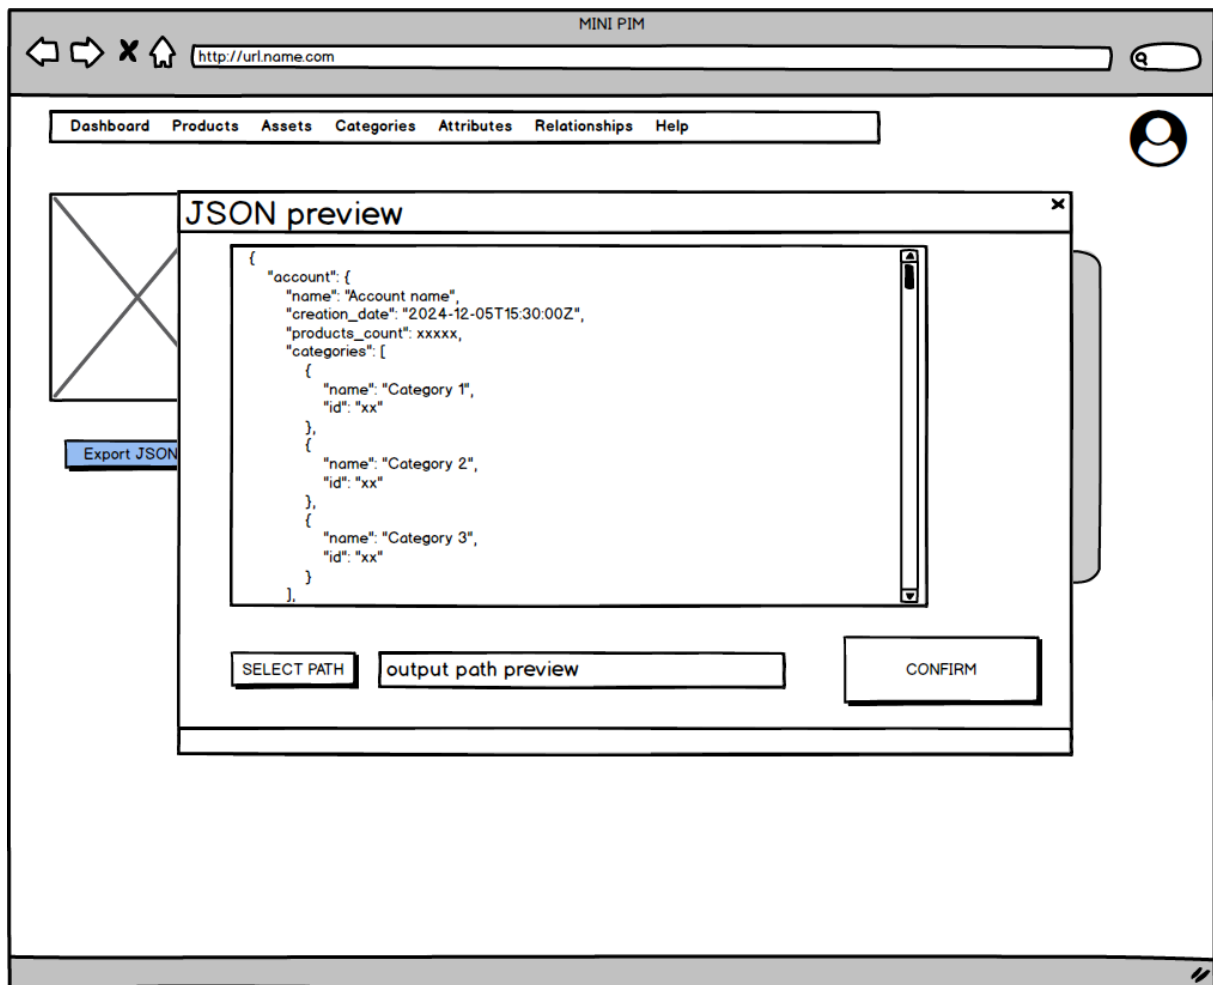 MINI PIM
http://url.name.com
Dashboard Products Assets Categories Attributes Relationships Help
JSON preview
{
"account": {
"name": "Account name",
"creation_date": "2024-12-05T15:30:00Z",
"products_count": xxxxx,
"categories": [
{
"name": "Category 1",
"id": "xx"
},
{
"name": "Category 2",
"id": "xx"
},
{
"name": "Category 3",
"id": "xx"
}
],
Export JSON
SELECT PATH
output path preview
CONFIRM